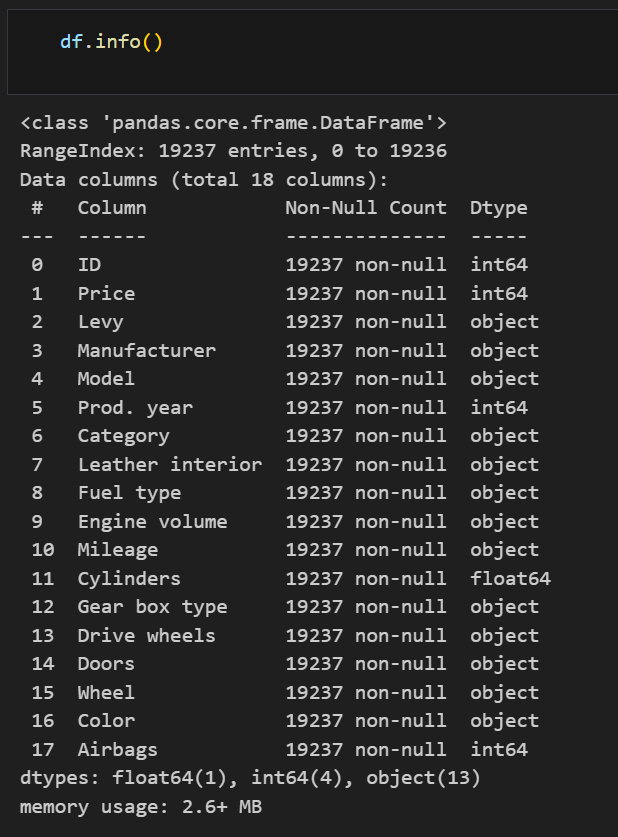 df.info()
<class 'pandas.core.frame.DataFrame'>
RangeIndex: 19237 entries, 0 to 19236
Data columns (total 18 columns):
 #   Column            Non-Null Count  Dtype
---  ------            --------------  -----
 0   ID                19237 non-null  int64
 1   Price             19237 non-null  int64
 2   Levy              19237 non-null  object
 3   Manufacturer      19237 non-null  object
 4   Model             19237 non-null  object
 5   Prod. year        19237 non-null  int64
 6   Category          19237 non-null  object
 7   Leather interior  19237 non-null  object
 8   Fuel type         19237 non-null  object
 9   Engine volume     19237 non-null  object
 10  Mileage           19237 non-null  object
 11  Cylinders         19237 non-null  float64
 12  Gear box type     19237 non-null  object
 13  Drive wheels      19237 non-null  object
 14  Doors             19237 non-null  object
 15  Wheel             19237 non-null  object
 16  Color             19237 non-null  object
 17  Airbags           19237 non-null  int64
dtypes: float64(1), int64(4), object(13)
memory usage: 2.6+ MB